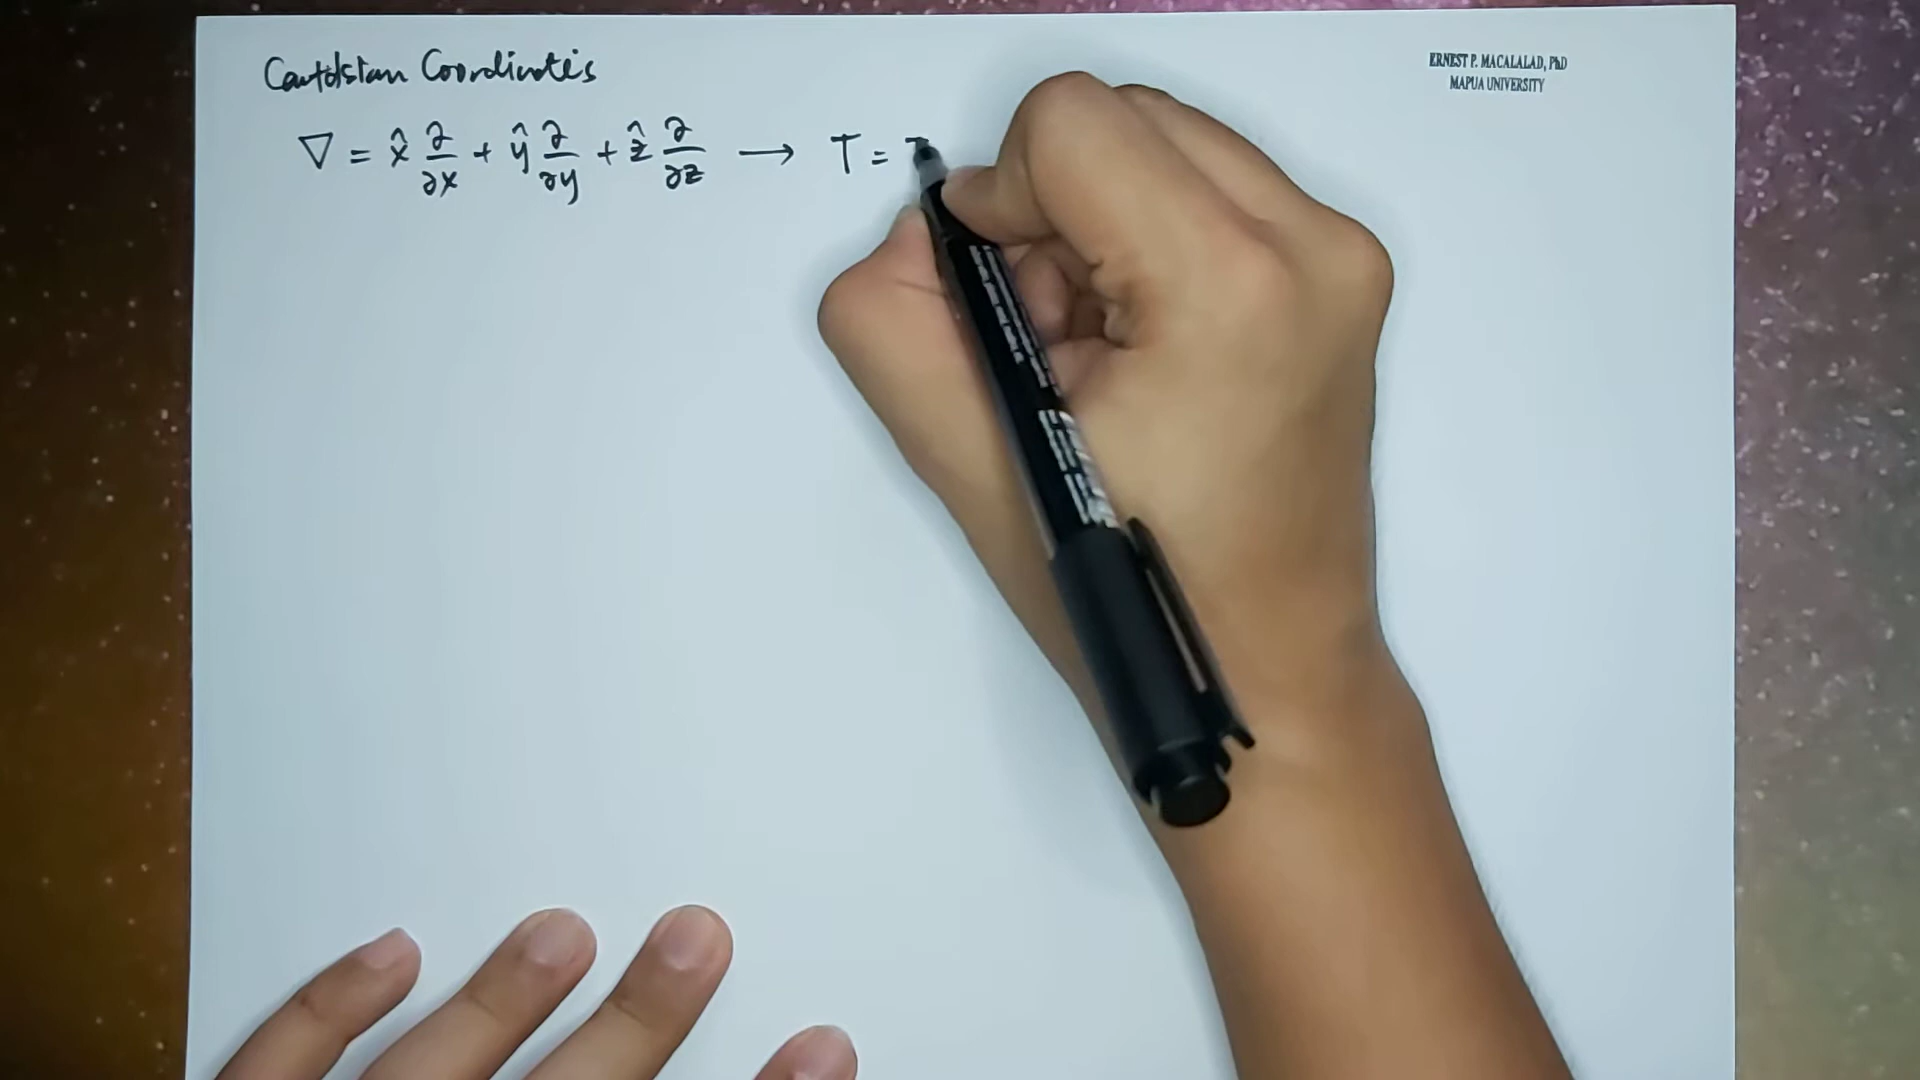 Cartesian Coordinates
ERNEST P. MACALALAD, PhD
MAPUA UNIVERSITY
∇ = x̂ ∂/∂x + ŷ ∂/∂y + ẑ ∂/∂z → T = T